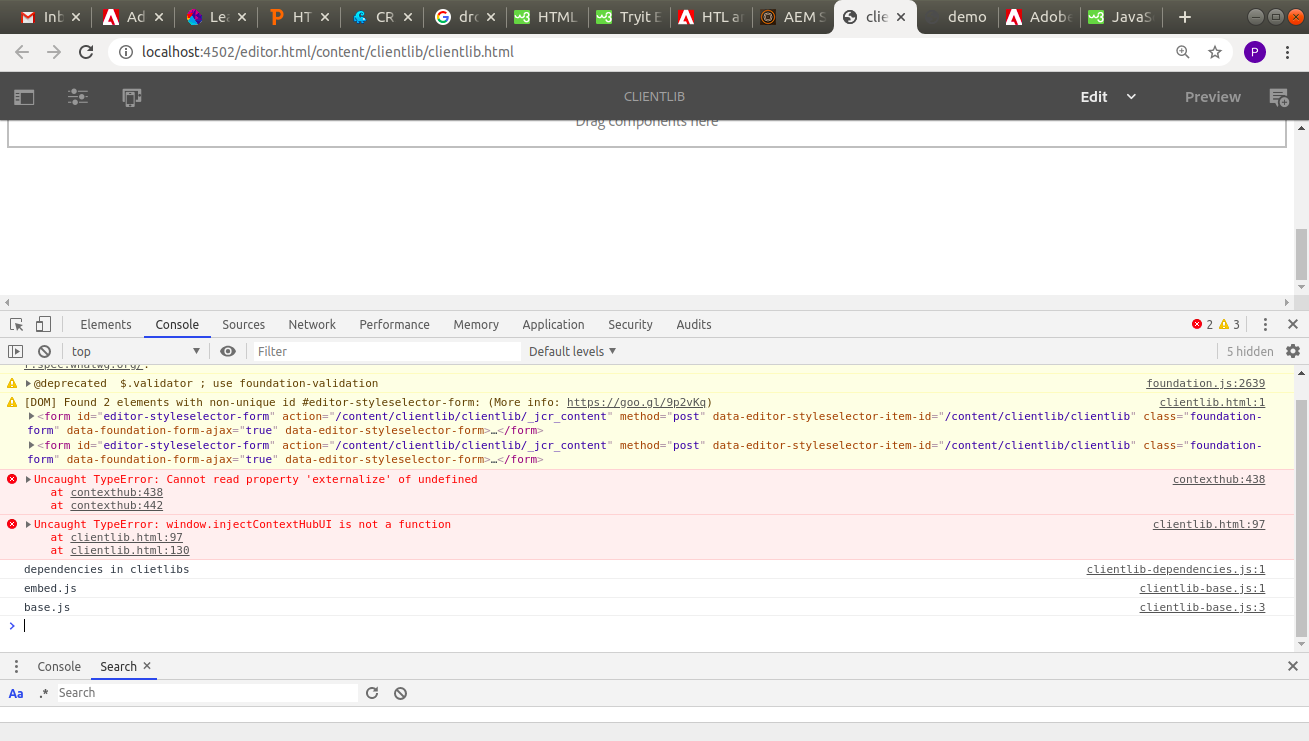 Inb
Ad
Lea
HT
CR
dro
HTML
Tryit E
HTL an
AEM S
clie
demo
Adobe
JavaSc
localhost:4502/editor.html/content/clientlib/clientlib.html
P
CLIENTLIB
Edit
Preview
Drag components here
Elements Console Sources Network Performance Memory Application Security Audits 2 3
top Filter Default levels 5 hidden
r.spec.whatwg.org/.
@deprecated $.validator ; use foundation-validation foundation.js:2639
[DOM] Found 2 elements with non-unique id #editor-styleselector-form: (More info: https://goo.gl/9p2vKq) clientlib.html:1
<form id="editor-styleselector-form" action="/content/clientlib/clientlib/_jcr_content" method="post" data-editor-styleselector-item-id="/content/clientlib/clientlib" class="foundation-
form" data-foundation-form-ajax="true" data-editor-styleselector-form>…</form>
<form id="editor-styleselector-form" action="/content/clientlib/clientlib/_jcr_content" method="post" data-editor-styleselector-item-id="/content/clientlib/clientlib" class="foundation-
form" data-foundation-form-ajax="true" data-editor-styleselector-form>…</form>
Uncaught TypeError: Cannot read property 'externalize' of undefined contexthub:438
at contexthub:438
at contexthub:442
Uncaught TypeError: window.injectContextHubUI is not a function clientlib.html:97
at clientlib.html:97
at clientlib.html:130
dependencies in clietlibs clientlib-dependencies.js:1
embed.js clientlib-base.js:1
base.js clientlib-base.js:3
>
Console Search
Aa .* Search